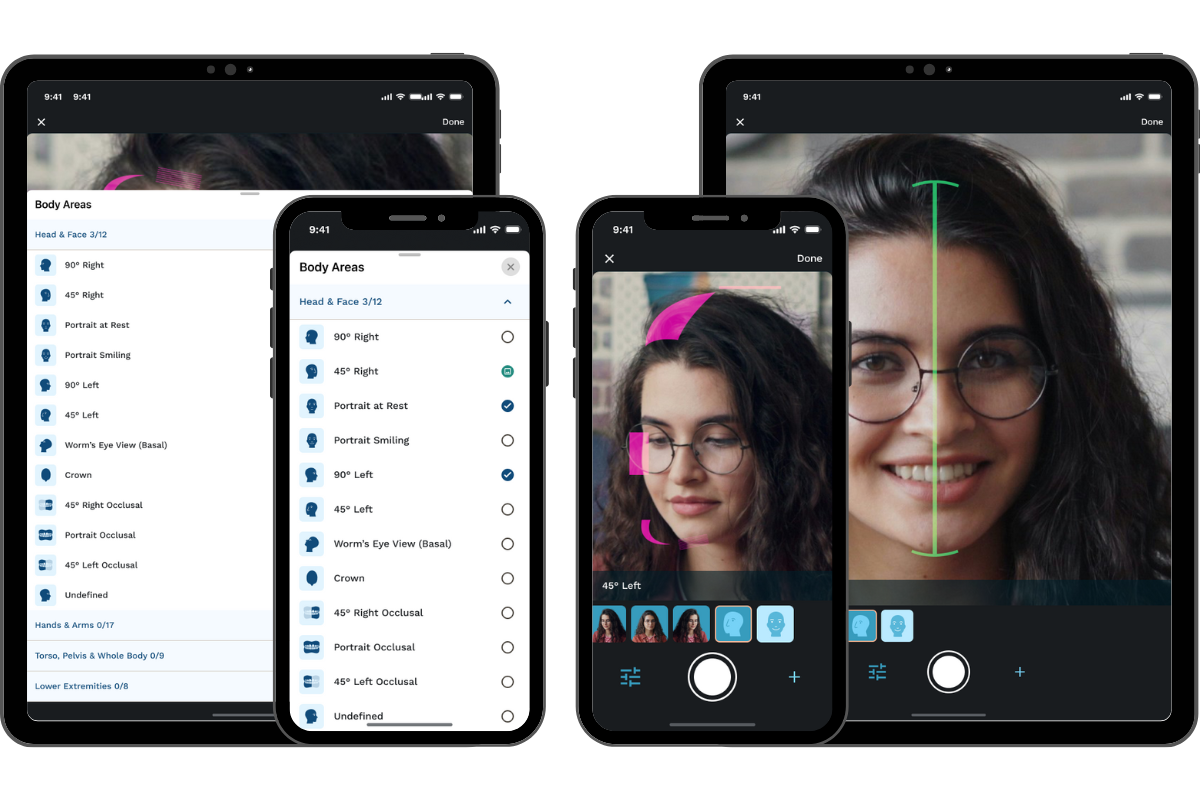 9:41 9:41
Done
Body Areas
Head & Face 3/12
90° Right
45° Right
Portrait at Rest
Portrait Smiling
90° Left
45° Left
Worm's Eye View (Basal)
Crown
45° Right Occlusal
Portrait Occlusal
45° Left Occlusal
Undefined
Hands & Arms 0/17
Torso, Pelvis & Whole Body 0/9
Lower Extremities 0/8
9:41
Body Areas
Head & Face 3/12
90° Right
45° Right
Portrait at Rest
Portrait Smiling
90° Left
45° Left
Worm's Eye View (Basal)
Crown
45° Right Occlusal
Portrait Occlusal
45° Left Occlusal
Undefined
9:41
Done
45° Left
9:41
Done